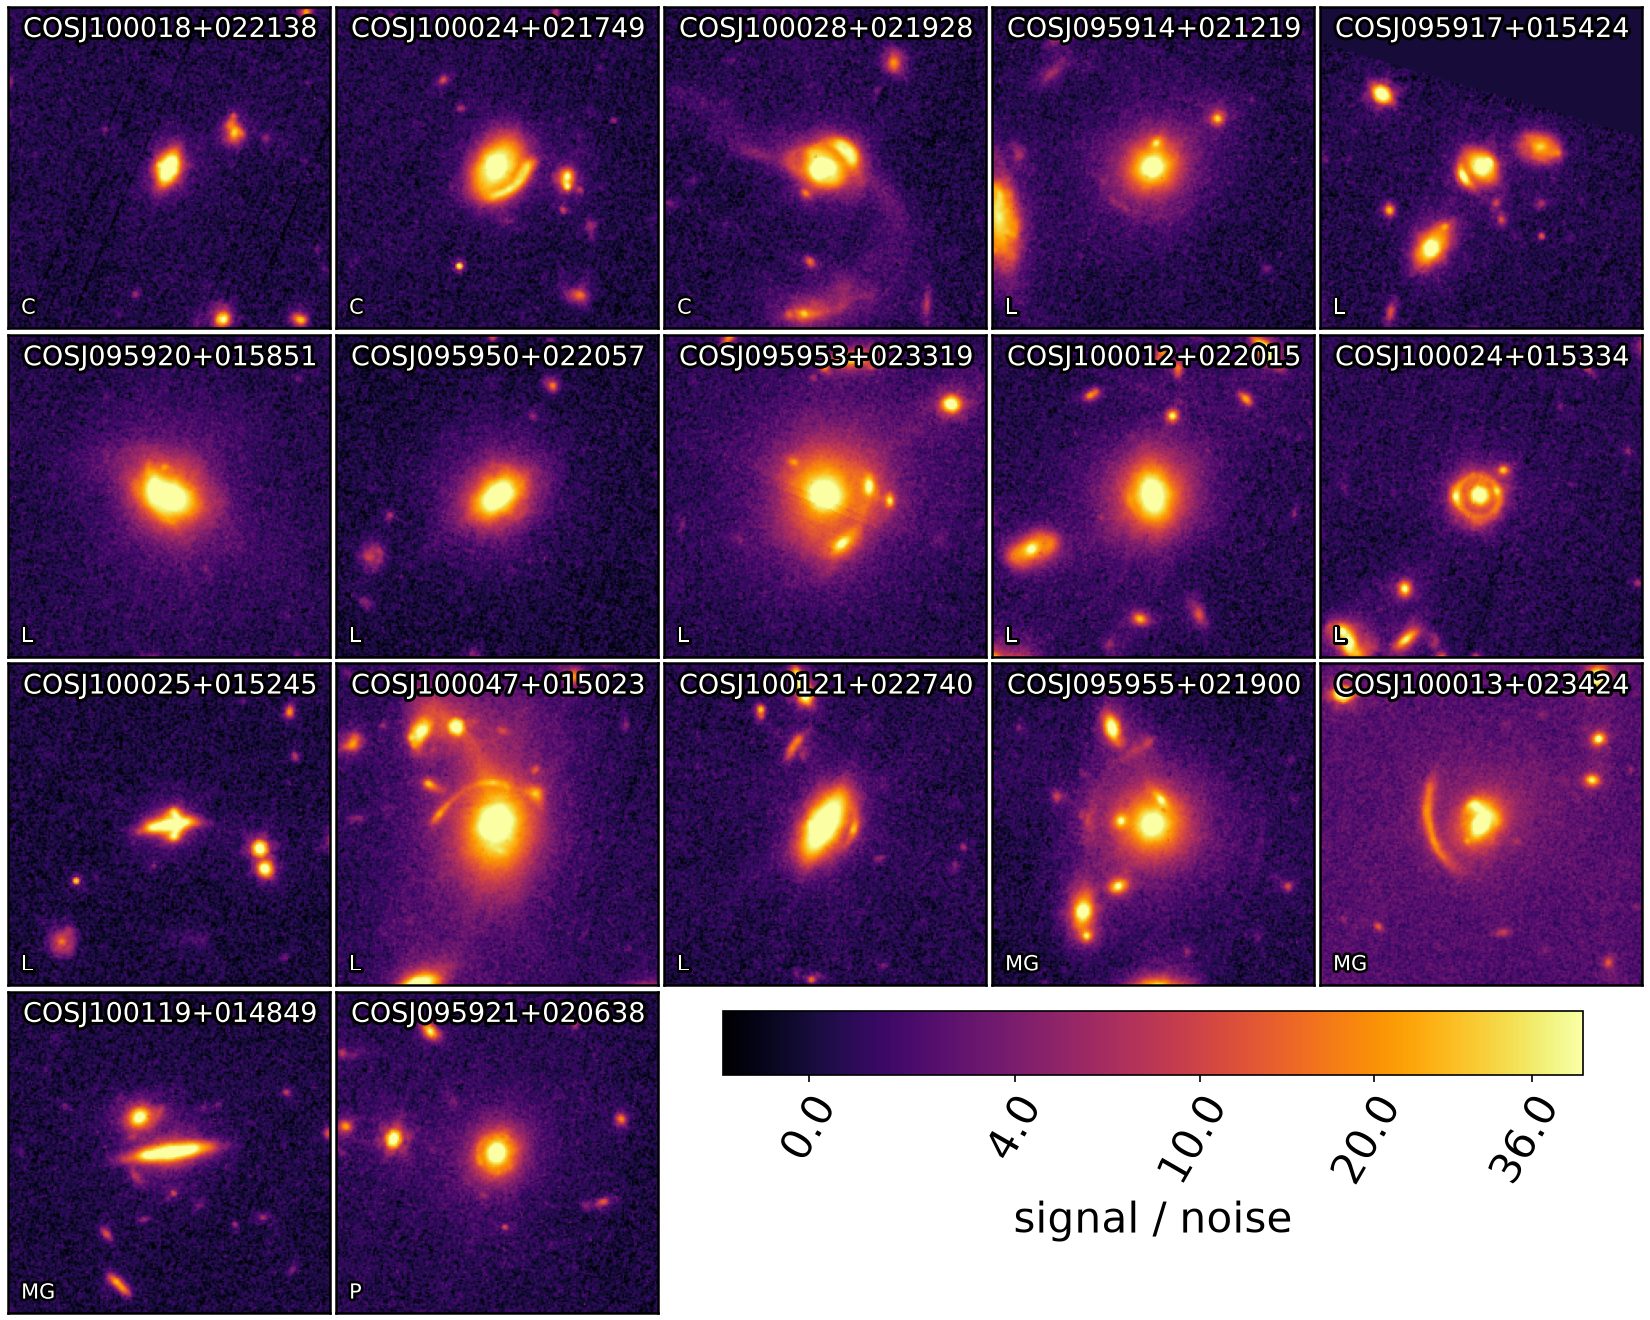 COSJ100018+022138
C
COSJ100024+021749
C
COSJ100028+021928
C
COSJ095914+021219
L
COSJ095917+015424
L
COSJ095920+015851
L
COSJ095950+022057
L
COSJ095953+023319
L
COSJ100012+022015
L
COSJ100024+015334
L
COSJ100025+015245
L
COSJ100047+015023
L
COSJ100121+022740
L
COSJ095955+021900
MG
COSJ100013+023424
MG
COSJ100119+014849
MG
COSJ095921+020638
P
0.0
4.0
10.0
20.0
36.0
signal / noise